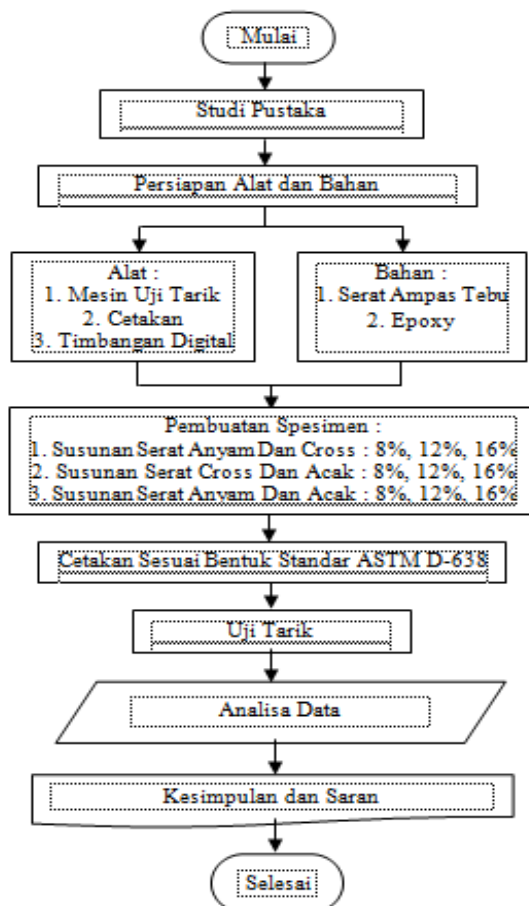 Mulai
Studi Pustaka
Persiapan Alat dan Bahan
Alat :
1. Mesin Uji Tarik
2. Cetakan
3. Timbangan Digital
Bahan :
1. Serat Ampas Tebu
2. Epoxy
Pembuatan Spesimen :
1. Susunan Serat Anyam Dan Cross : 8%, 12%, 16%
2. Susunan Serat Cross Dan Acak : 8%, 12%, 16%
3. Susunan Serat Anyam Dan Acak : 8%, 12%, 16%
Cetakan Sesuai Bentuk Standar ASTM D-638
Uji Tarik
Analisa Data
Kesimpulan dan Saran
Selesai